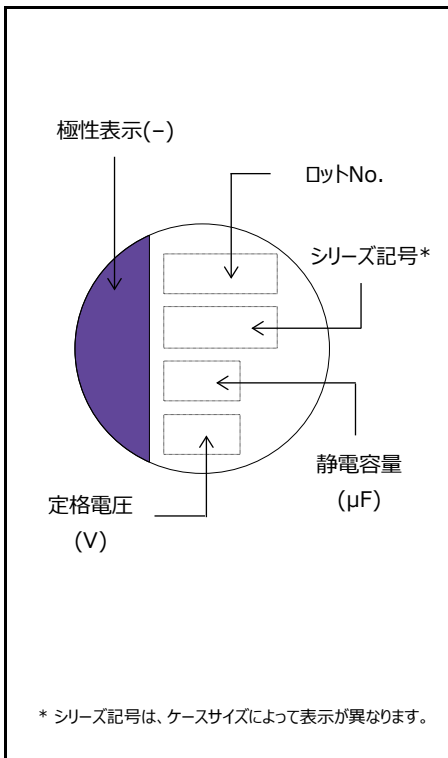 極性表示(−)
ロットNo.
シリーズ記号*
静電容量
(μF)
定格電圧
(V)
* シリーズ記号は、ケースサイズによって表示が異なります。